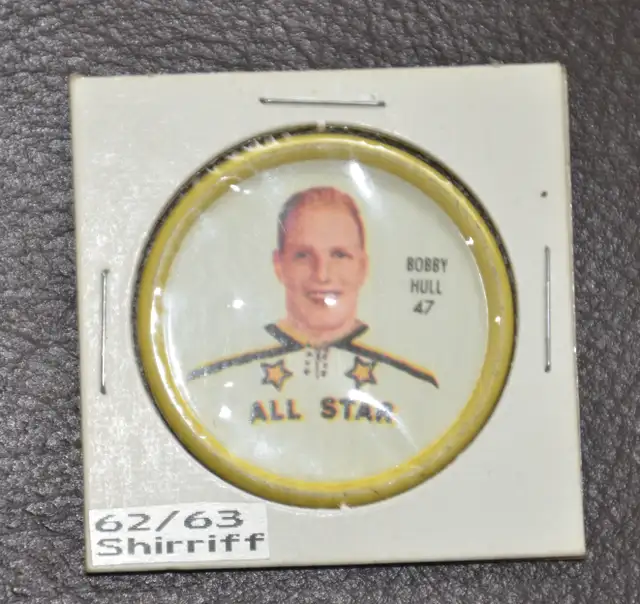 BOBBY
HULL
47
ALL STAR
62/63
Shirriff